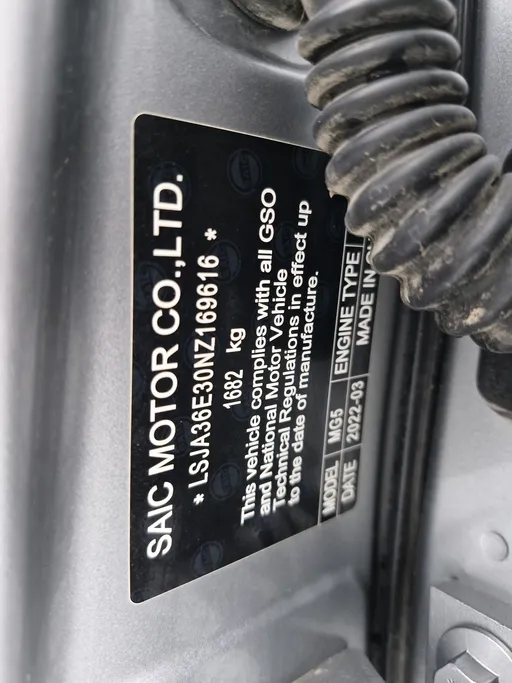 SAIC MOTOR CO.,LTD.
* LSJA36E30NZ169616 *
1682 kg
This vehicle complies with all GSO
and National Motor Vehicle
Technical Regulations in effect up
to the date of manufacture.
MODEL MG5 ENGINE TYPE
DATE 2022-03 MADE IN